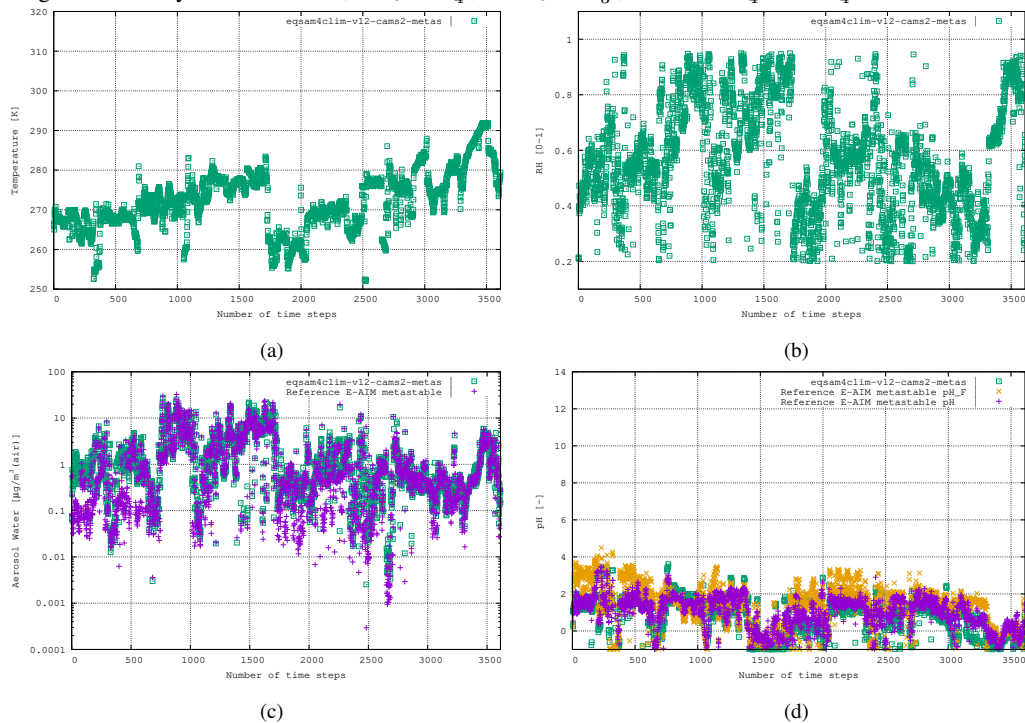 eqsam4clim-v12-cams2-metas |
320
310
300
290
280
270
260
250
Temperature [K]
0 500 1000 1500 2000 2500 3000 3500
Number of time steps
(a)
eqsam4clim-v12-cams2-metas |
1
0.8
0.6
0.4
0.2
RH [0-1]
0 500 1000 1500 2000 2500 3000 3500
Number of time steps
(b)
eqsam4clim-v12-cams2-metas |
Reference E-AIM metastable |
100
10
1
0.1
0.01
0.001
0.0001
Aerosol Water [µg/m³(air)]
0 500 1000 1500 2000 2500 3000 3500
Number of time steps
(c)
eqsam4clim-v12-cams2-metas |
Reference E-AIM metastable pH_F
Reference E-AIM metastable pH
14
12
10
8
6
4
2
0
pH [-]
0 500 1000 1500 2000 2500 3000 3500
Number of time steps
(d)